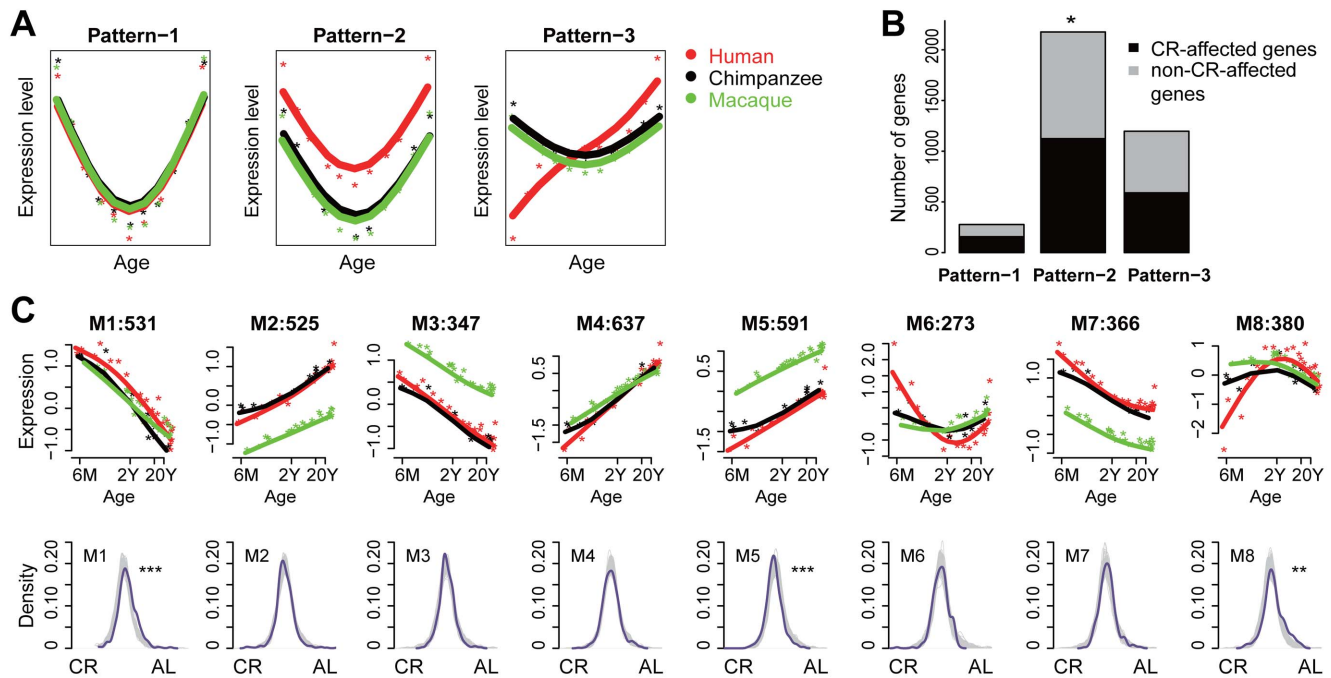 A
Pattern−1
Pattern−2
Pattern−3
Expression level
Expression level
Expression level
Age
Age
Age
Human
Chimpanzee
Macaque
B
*
CR-affected genes
non-CR-affected
genes
Number of genes
2000
1500
1000
500
0
Pattern−1
Pattern−2
Pattern−3
C
M1:531
M2:525
M3:347
M4:637
M5:591
M6:273
M7:366
M8:380
Expression
1.0
0.0
−1.0
1.0
0.0
−1.0
1.0
0.0
−1.0
0.5
−0.5
−1.5
0.5
−0.5
−1.5
2.0
1.0
0.0
−1.0
1.0
0.0
−1.0
1
0
−1
−2
6M 2Y 20Y
6M 2Y 20Y
6M 2Y 20Y
6M 2Y 20Y
6M 2Y 20Y
6M 2Y 20Y
6M 2Y 20Y
6M 2Y 20Y
Age
Age
Age
Age
Age
Age
Age
Age
Density
0.20
0.10
0
M1
***
0.20
0.10
0
M2
0.20
0.10
0
M3
0.20
0.10
0
M4
0.20
0.10
0
M5
***
0.20
0.10
0
M6
0.20
0.10
0
M7
0.20
0.10
0
M8
**
CR AL
CR AL
CR AL
CR AL
CR AL
CR AL
CR AL
CR AL